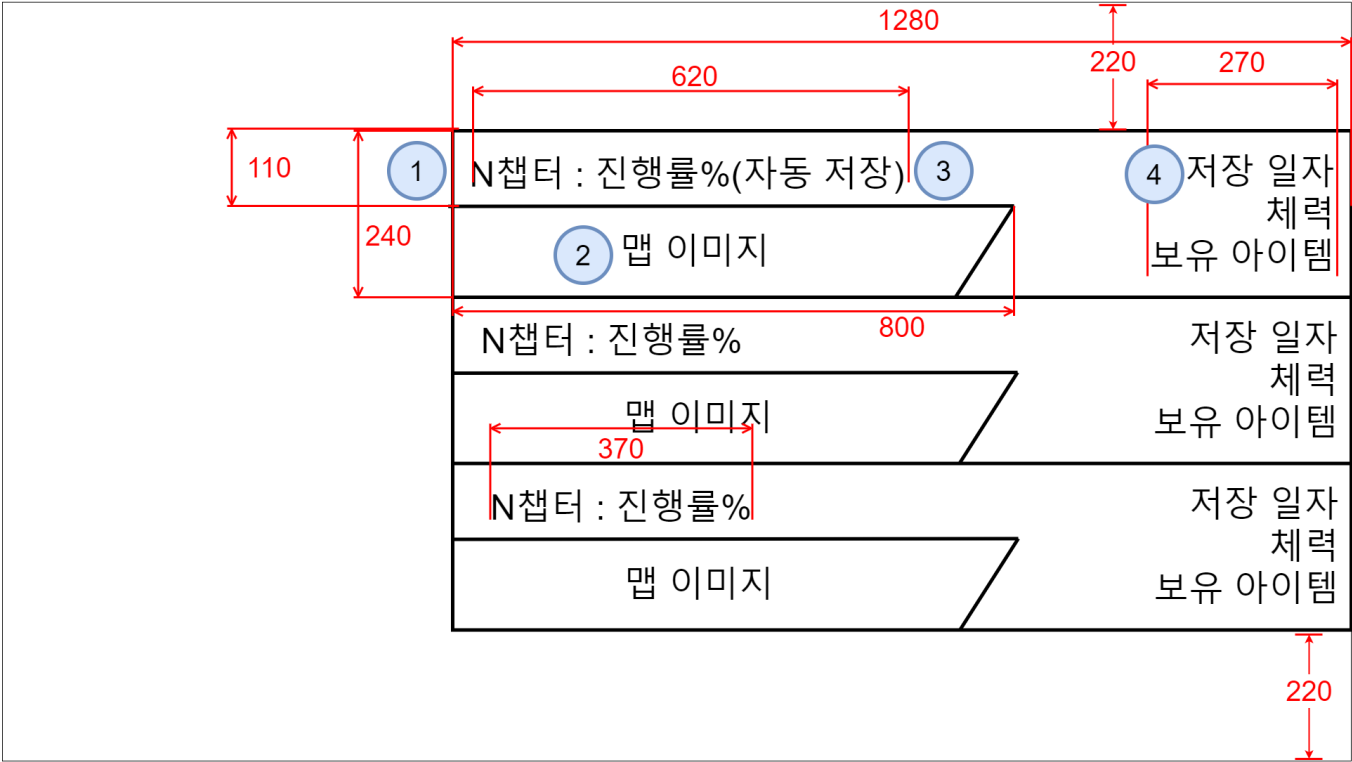 1280
220
270
620
110
1
N챕터 : 진행률%(자동 저장)
3
4
저장 일자
체력
보유 아이템
240
2
맵 이미지
800
N챕터 : 진행률%
저장 일자
체력
보유 아이템
맵 이미지
370
N챕터 : 진행률%
저장 일자
체력
보유 아이템
맵 이미지
220